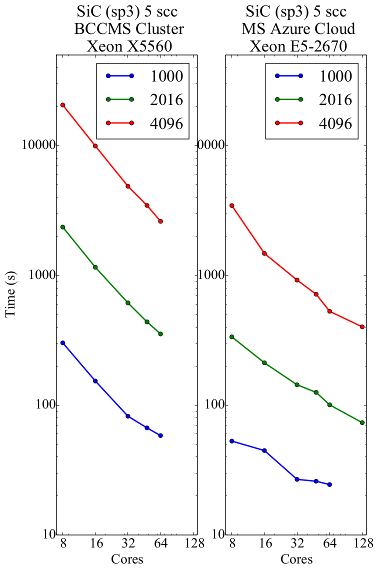 SiC (sp3) 5 scc
BCCMS Cluster
Xeon X5560
SiC (sp3) 5 scc
MS Azure Cloud
Xeon E5-2670
1000
2016
4096
1000
2016
4096
10000
1000
100
10
10000
1000
100
10
Time (s)
8 16 32 64 128
8 16 32 64 128
Cores
Cores